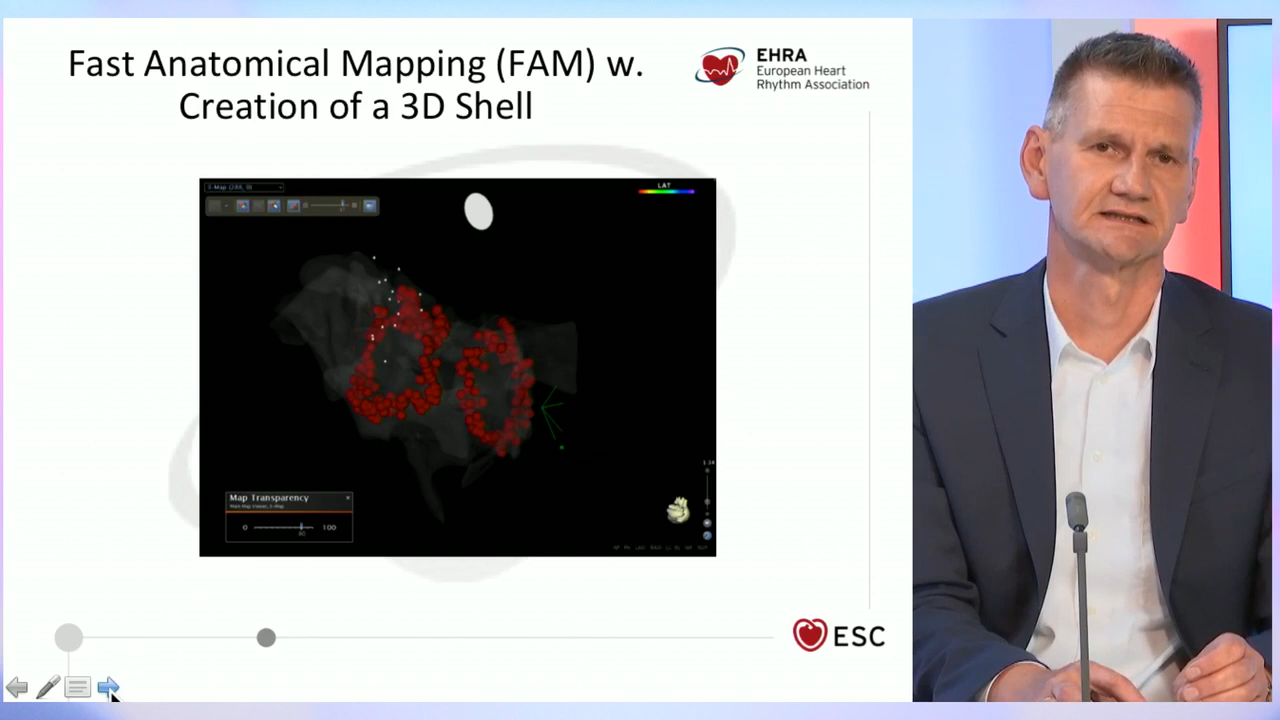 Fast Anatomical Mapping (FAM) w.
Creation of a 3D Shell
EHRA
European Heart
Rhythm Association
LAT
Map Transparency
0
100
80
ESC